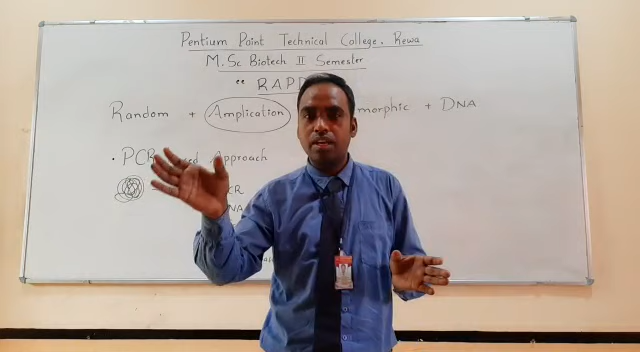 Pentium Point Technical College. Rewa
M.Sc Biotech II Semester
" RAPD
Random + Amplication morphic + DNA
• PCR Approach
CR
NA